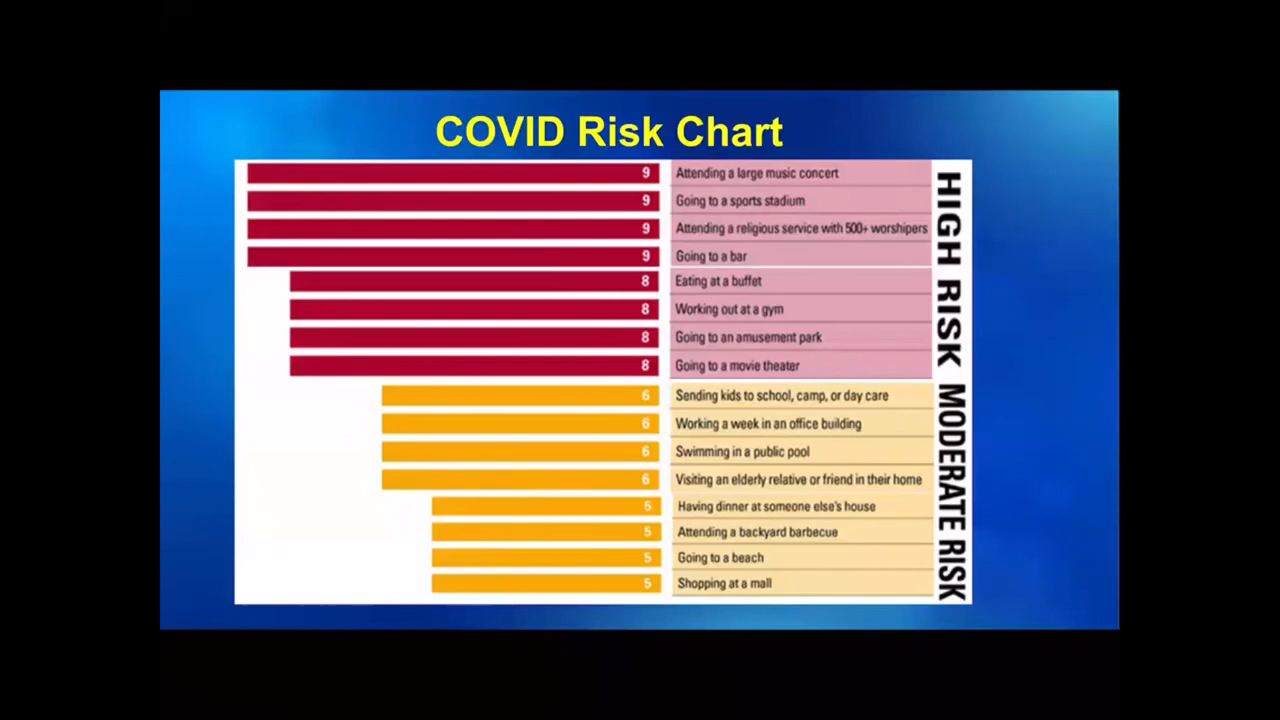 COVID Risk Chart
9 Attending a large music concert
9 Going to a sports stadium
9 Attending a religious service with 500+ worshipers
9 Going to a bar
8 Eating at a buffet
8 Working out at a gym
8 Going to an amusement park
8 Going to a movie theater
HIGH RISK
6 Sending kids to school, camp, or day care
6 Working a week in an office building
6 Swimming in a public pool
6 Visiting an elderly relative or friend in their home
5 Having dinner at someone else's house
5 Attending a backyard barbecue
5 Going to a beach
5 Shopping at a mall
MODERATE RISK